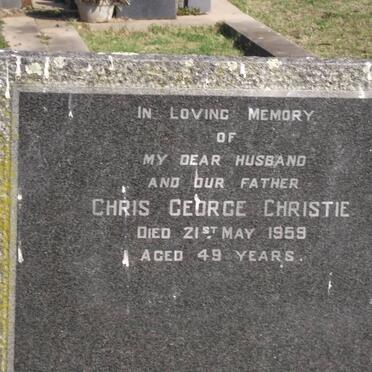 IN LOVING MEMORY
OF
MY DEAR HUSBAND
AND OUR FATHER
CHRIS GEORGE CHRISTIE
DIED 21ST MAY 1959
AGED 49 YEARS.